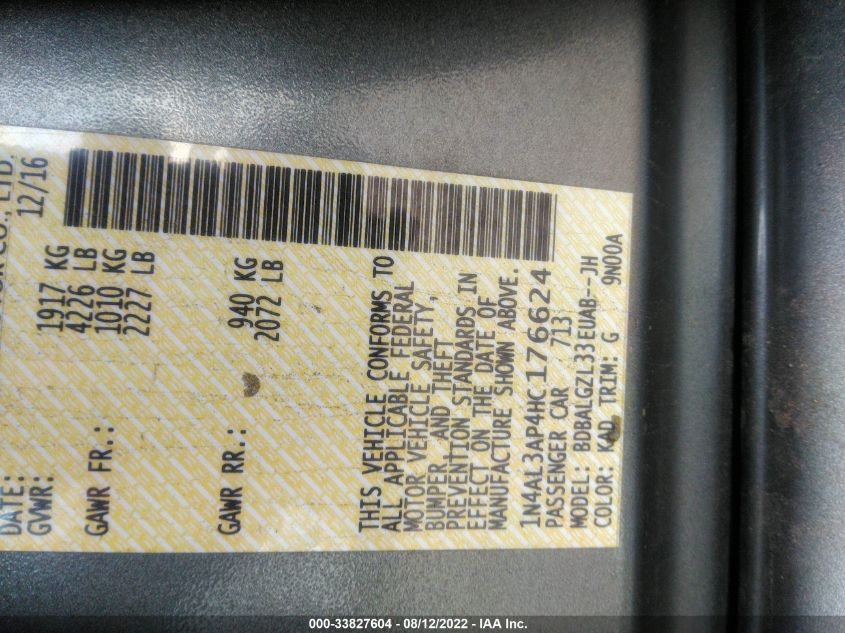 CO., LTD.
DATE: 12/16
GVWR: 1917 KG
4226 LB
GAWR FR.: 1010 KG
2227 LB
GAWR RR.: 940 KG
2072 LB
THIS VEHICLE CONFORMS TO
ALL APPLICABLE FEDERAL
MOTOR VEHICLE SAFETY,
BUMPER, AND THEFT
PREVENTION STANDARDS IN
EFFECT ON THE DATE OF
MANUFACTURE SHOWN ABOVE.
1N4AL3AP4HC176624
PASSENGER CAR 713
MODEL: BDBALGZL33EUAB--JH
COLOR: KAD TRIM: G 9N00A
000-33827604 - 08/12/2022 - IAA Inc.